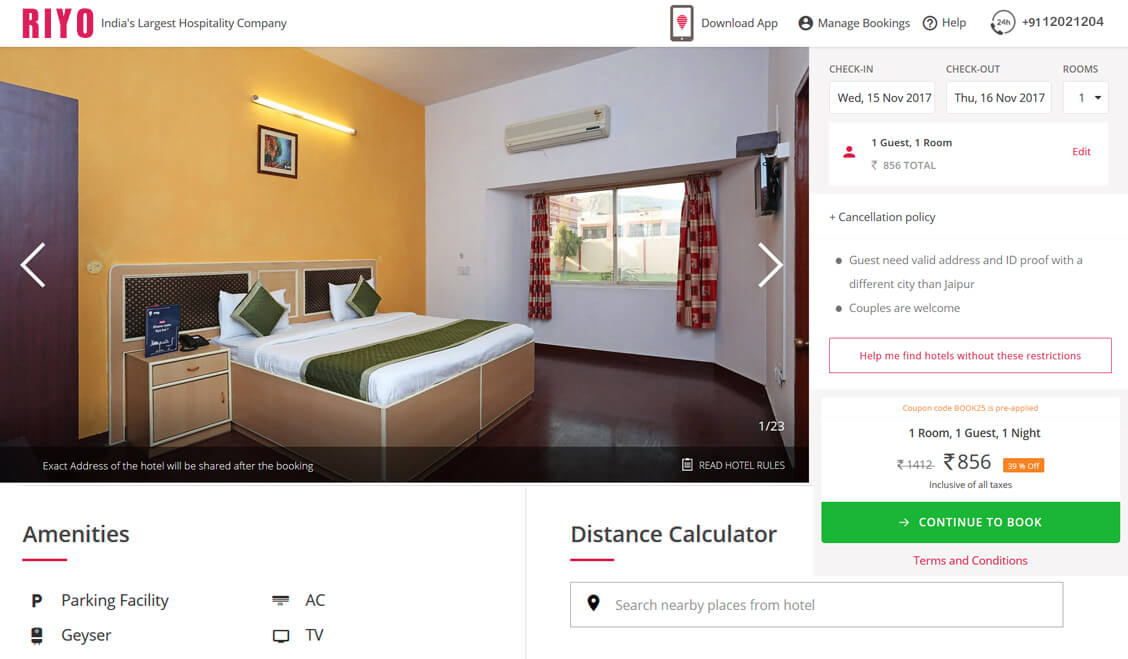 RIYO India's Largest Hospitality Company
Download App
Manage Bookings
Help
24h +9112021204
CHECK-IN CHECK-OUT ROOMS
Wed, 15 Nov 2017 Thu, 16 Nov 2017 1
1 Guest, 1 Room
₹ 856 TOTAL
Edit
+ Cancellation policy
Guest need valid address and ID proof with a
different city than Jaipur
Couples are welcome
Help me find hotels without these restrictions
1/23
Exact Address of the hotel will be shared after the booking
READ HOTEL RULES
Coupon code BOOK25 is pre-applied
1 Room, 1 Guest, 1 Night
₹ 1412 ₹856 39 % Off
Inclusive of all taxes
CONTINUE TO BOOK
Terms and Conditions
Amenities
P Parking Facility
AC
Geyser
TV
Distance Calculator
Search nearby places from hotel